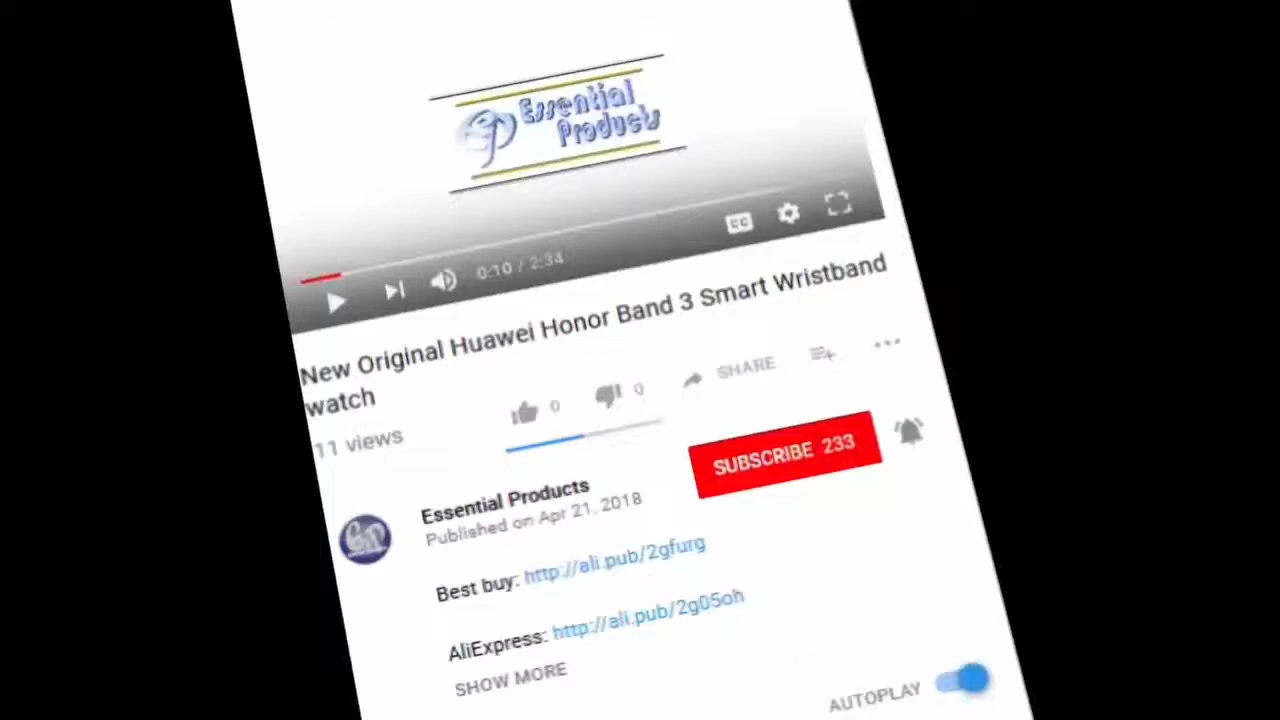 Essential
Products
CC
0:10 / 2:34
New Original Huawei Honor Band 3 Smart Wristband
watch
11 views
0
0
SHARE
SUBSCRIBE 233
Essential Products
Published on Apr 21, 2018
Best buy: http://ali.pub/2gfurg
AliExpress: http://ali.pub/2g05oh
SHOW MORE
AUTOPLAY